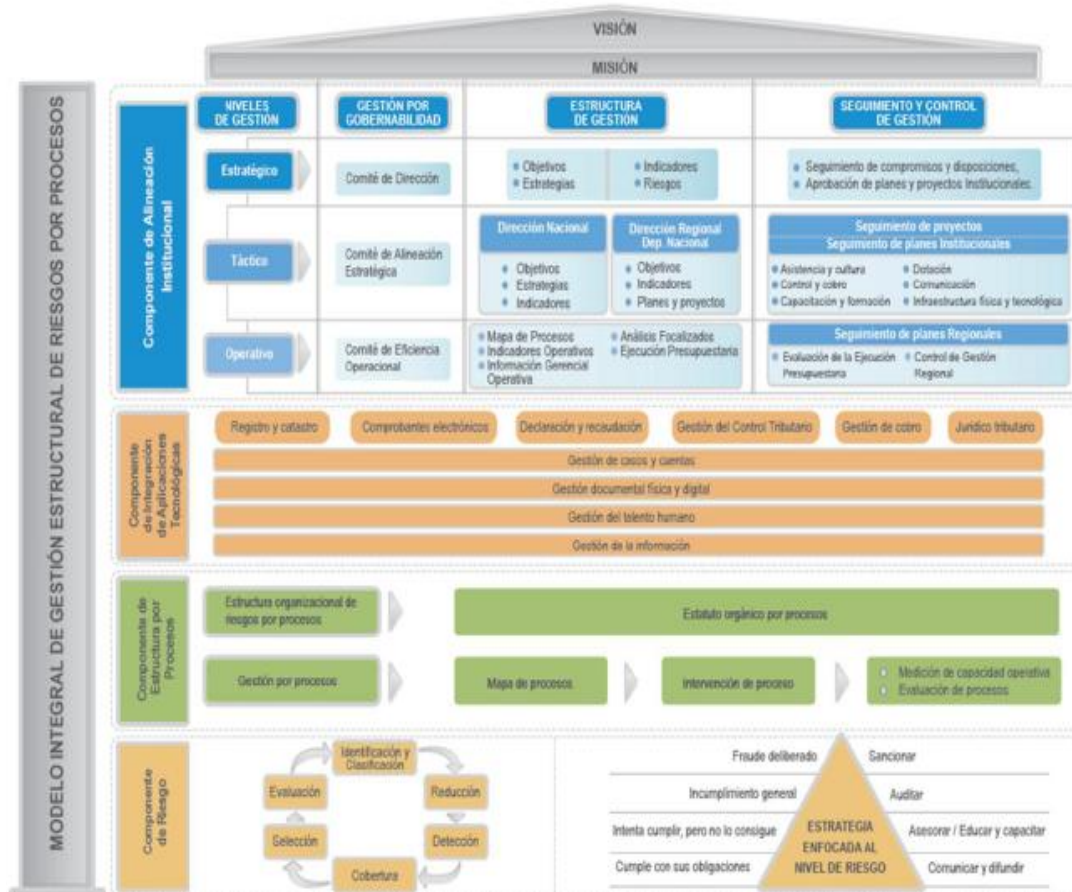 VISIÓN
MISIÓN
MODELO INTEGRAL DE GESTIÓN ESTRUCTURAL DE RIESGOS POR PROCESOS
Componente de Alineación
Institucional
NIVELES
DE GESTIÓN
GESTIÓN POR
GOBERNABILIDAD
ESTRUCTURA
DE GESTIÓN
SEGUIMIENTO Y CONTROL
DE GESTIÓN
Estratégico
Comité de Dirección
Objetivos
Estrategias
Indicadores
Riesgos
Seguimiento de compromisos y disposiciones,
Aprobación de planes y proyectos Institucionales.
Táctico
Comité de Alineación
Estratégica
Dirección Nacional
Objetivos
Estrategias
Indicadores
Dirección Regional
Dep. Nacional
Objetivos
Indicadores
Planes y proyectos
Seguimiento de proyectos
Seguimiento de planes Institucionales
Asistencia y cultura
Control y cobro
Capacitación y formación
Dotación
Comunicación
Infraestructura física y tecnológica
Operativo
Comité de Eficiencia
Operacional
Mapa de Procesos
Indicadores Operativos
Información Gerencial
Operativa
Análisis Focalizados
Ejecución Presupuestaria
Seguimiento de planes Regionales
Evaluación de la Ejecución
Presupuestaria
Control de Gestión
Regional
Componente
de Integración
de Aplicaciones
Tecnológicas
Registro y catastro
Comprobantes electrónicos
Declaración y recaudación
Gestión del Control Tributario
Gestión de cobro
Jurídico tributario
Gestión de casos y cuentas
Gestión documental física y digital
Gestión del talento humano
Gestión de la información
Componente de
Estructura por
Procesos
Estructura organizacional de
riesgos por procesos
Estatuto orgánico por procesos
Gestión por procesos
Mapa de procesos
Intervención de proceso
Medición de capacidad operativa
Evaluación de procesos
Componente
de Riesgo
Identificación y
Clasificación
Reducción
Detección
Cobertura
Selección
Evaluación
Fraude deliberado
Sancionar
Incumplimiento general
Auditar
Intenta cumplir, pero no lo consigue
Asesorar / Educar y capacitar
Cumple con sus obligaciones
Comunicar y difundir
ESTRATEGIA
ENFOCADA AL
NIVEL DE RIESGO